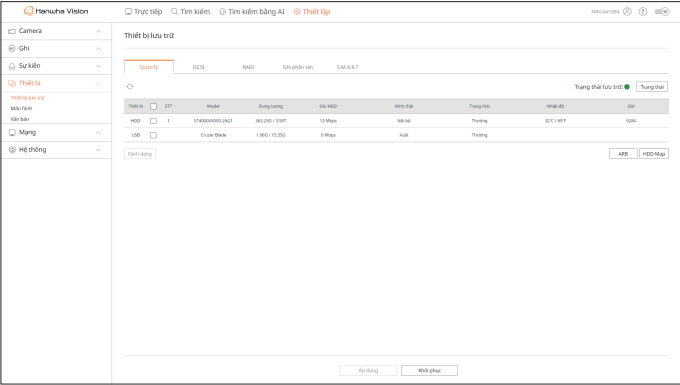 Hanwha Vision
Trực tiếp Tìm kiếm Tìm kiếm bằng AI Thiết lập XRN-6410B4 ? W
Camera
Ghi
Sự kiện
Thiết bị
Thiết bị lưu trữ
Màn hình
Văn bản
Mạng
Hệ thống
Thiết bị lưu trữ
Quản lý iSCSI RAID Ghi phân tán S.M.A.R.T
Trạng thái lưu trữ: Trạng thái
Thiết bị STT Model Dung lượng Ghi HDD Hình thái Trạng thái Nhiệt độ Giờ
HDD 1 ST4000VX000-2AG1 363.29G / 3.59T 13 Mbps Nội bộ Thường 32℃ / 89℉ 9284
USB Cruzer Blade 1.86G / 15.35G 0 Mbps Xuất Thường
Định dạng ARB HDD Map
Áp dụng Khôi phục